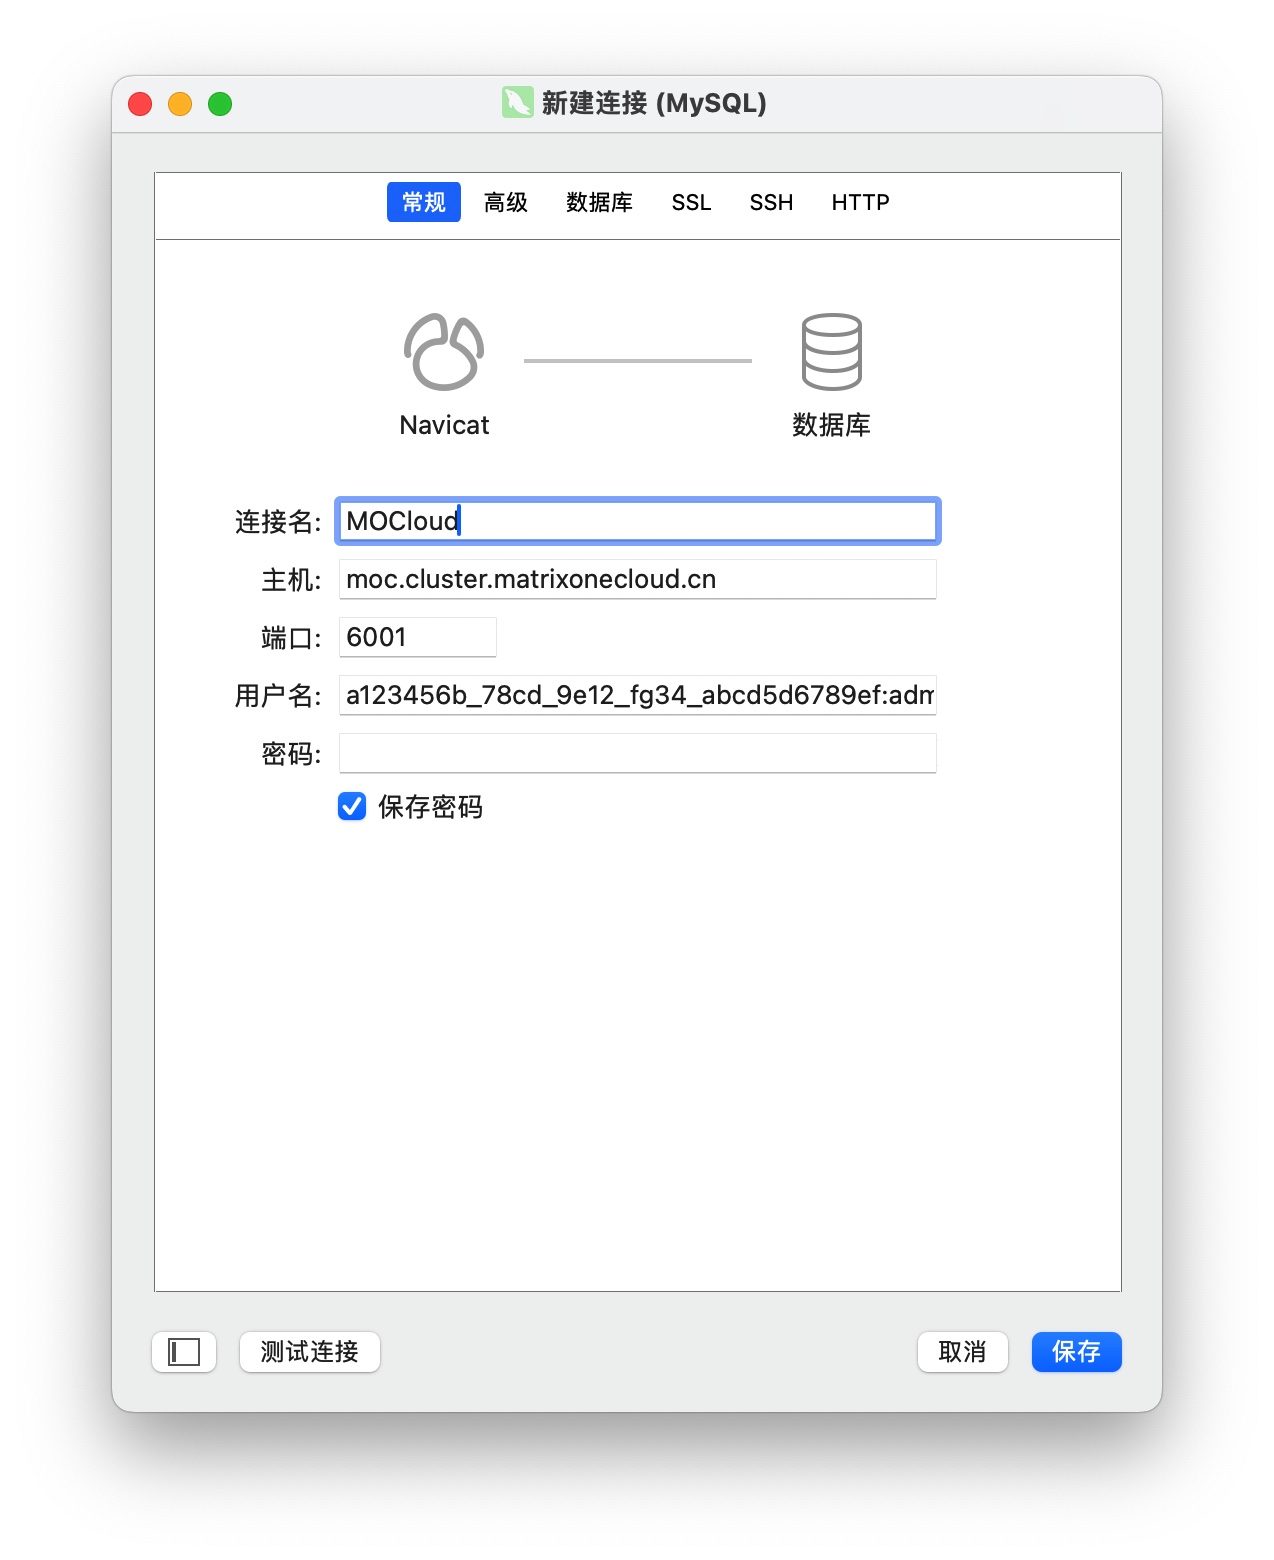 新建连接 (MySQL)
常规 高级 数据库 SSL SSH HTTP
Navicat 数据库
连接名: MOCloud
主机: moc.cluster.matrixonecloud.cn
端口: 6001
用户名: a123456b_78cd_9e12_fg34_abcd5d6789ef:adm
密码:
保存密码
测试连接 取消 保存